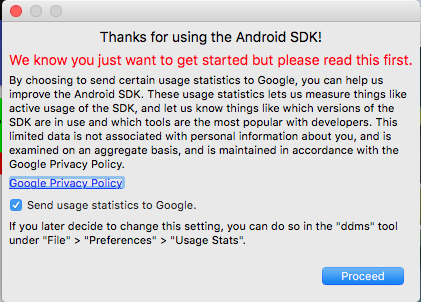 Thanks for using the Android SDK!
We know you just want to get started but please read this first.
By choosing to send certain usage statistics to Google, you can help us
improve the Android SDK. These usage statistics lets us measure things like
active usage of the SDK, and let us know things like which versions of the
SDK are in use and which tools are the most popular with developers. This
limited data is not associated with personal information about you, and is
examined on an aggregate basis, and is maintained in accordance with the
Google Privacy Policy.
Google Privacy Policy
Send usage statistics to Google.
If you later decide to change this setting, you can do so in the "ddms" tool
under "File" > "Preferences" > "Usage Stats".
Proceed